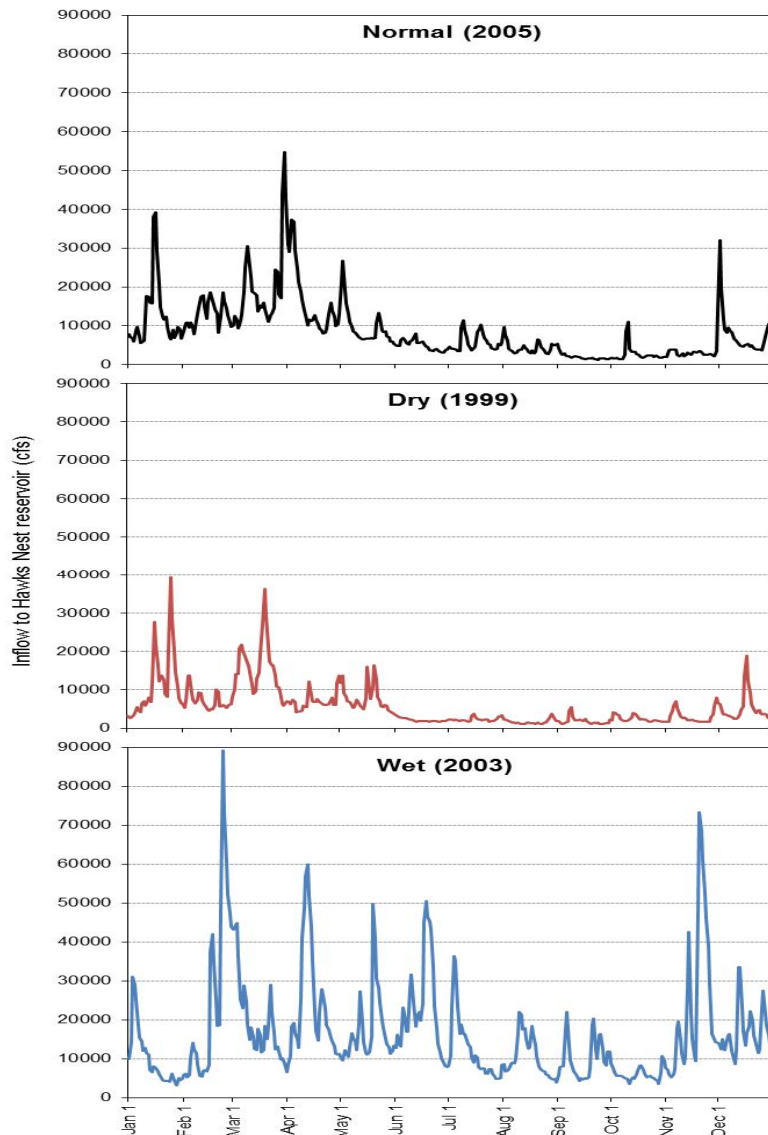 Inflow to Hawks Nest reservoir (cfs)
Normal (2005)
90000
80000
70000
60000
50000
40000
30000
20000
10000
0
Dry (1999)
90000
80000
70000
60000
50000
40000
30000
20000
10000
0
Wet (2003)
90000
80000
70000
60000
50000
40000
30000
20000
10000
0
Jan 1
Feb 1
Mar 1
Apr 1
May 1
Jun 1
Jul 1
Aug 1
Sep 1
Oct 1
Nov 1
Dec 1